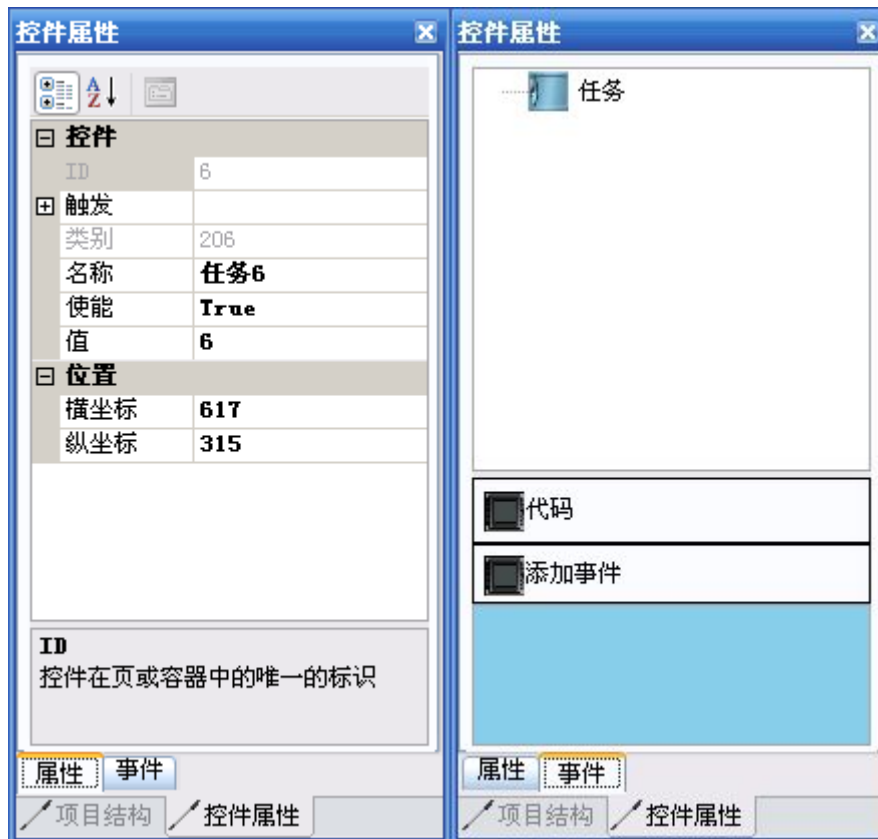 控件属性
控件
ID 6
触发
类别 206
名称 任务6
使能 True
值 6
位置
横坐标 617
纵坐标 315
ID
控件在页或容器中的唯一的标识
属性 事件
项目结构 控件属性
控件属性
任务
代码
添加事件
属性 事件
项目结构 控件属性